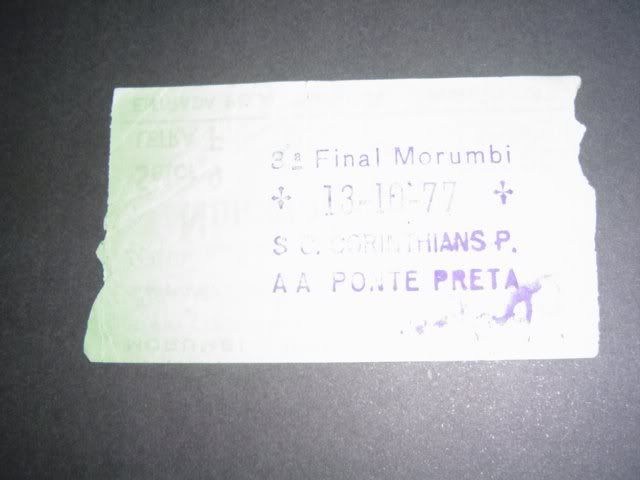 3ª Final Morumbi
13-10-77
S C. CORINTHIANS P.
A A PONTE PRETA